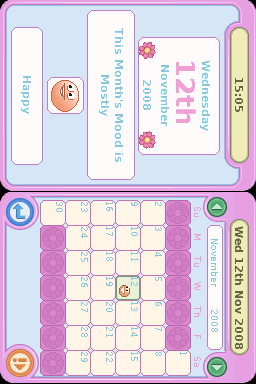 15:05
Wednesday
12th
November
2008
This Month's Mood is
Mostly
Happy
Wed 12th Nov 2008
November 2008
Su M Tu W Th F Sa
1
2 3 4 5 6 7 8
9 10 11 12 13 14 15
16 17 18 19 20 21 22
23 24 25 26 27 28 29
30